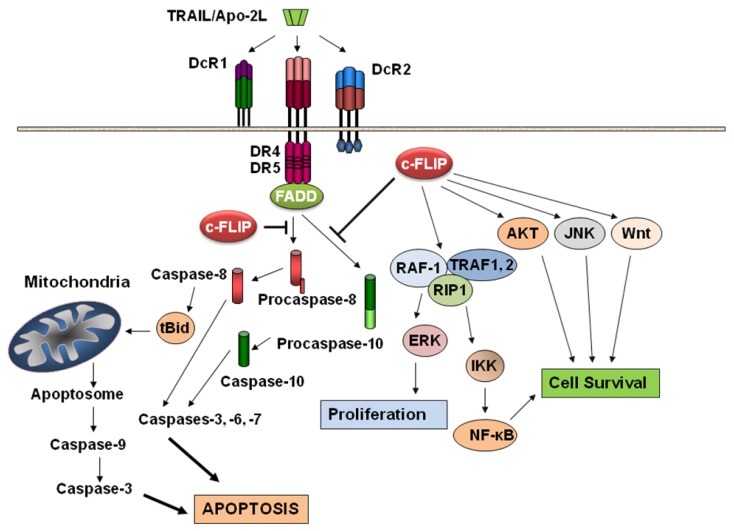 TRAIL/Apo-2L
DcR1
DcR2
DR4
DR5
c-FLIP
FADD
c-FLIP
AKT
JNK
Wnt
RAF-1
TRAF1, 2
RIP1
Caspase-8
Procaspase-8
Mitochondria
tBid
Procaspase-10
ERK
IKK
Caspase-10
Cell Survival
Apoptosome
Caspases-3, -6, -7
Proliferation
NF-κB
Caspase-9
Caspase-3
APOPTOSIS